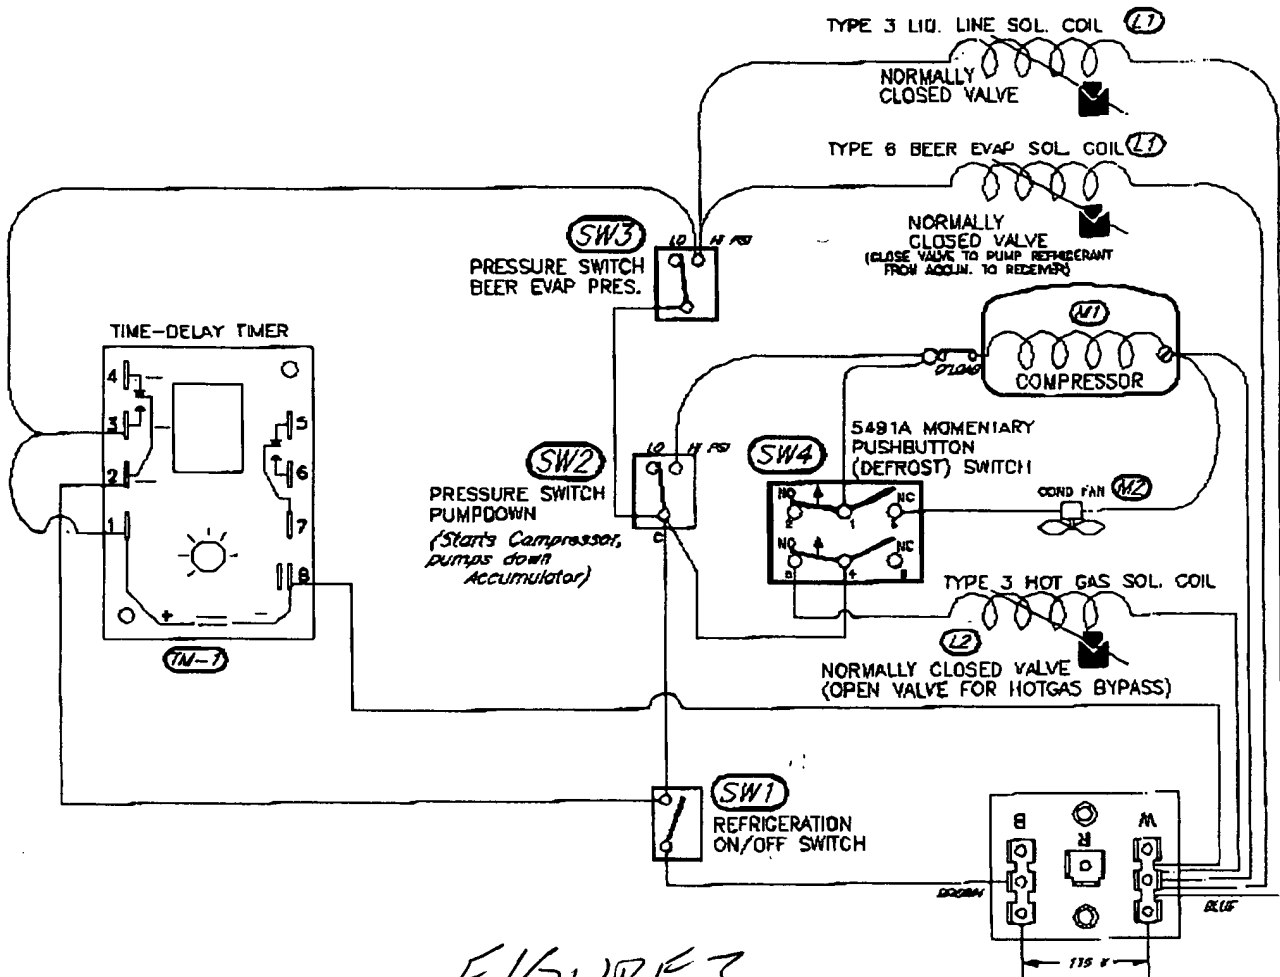 TYPE 3 LIQ. LINE SOL. COIL L1
NORMALLY
CLOSED VALVE
TYPE 6 BEER EVAP SOL. COIL L1
SW3
LO HI PSI
PRESSURE SWITCH
BEER EVAP PRES.
NORMALLY
CLOSED VALVE
(CLOSE VALVE TO PUMP REFRIGERANT
FROM ACCUM. TO RECEIVER)
M1
O'LOAD
COMPRESSOR
TIME-DELAY TIMER
4
3
2
1
5
6
7
8
+ -
TM-1
SW2
LO HI PSI
PRESSURE SWITCH
PUMPDOWN
(Starts Compressor,
pumps down
Accumulator)
C
SW4
5491A MOMENTARY
PUSHBUTTON
(DEFROST) SWITCH
NO NC
2 1
NO NC
5 4
COND FAN M2
TYPE 3 HOT GAS SOL. COIL
L2
NORMALLY CLOSED VALVE
(OPEN VALVE FOR HOTGAS BYPASS)
SW1
REFRIGERATION
ON/OFF SWITCH
B R W
BROWN
BLUE
115 V
FIGURE 3